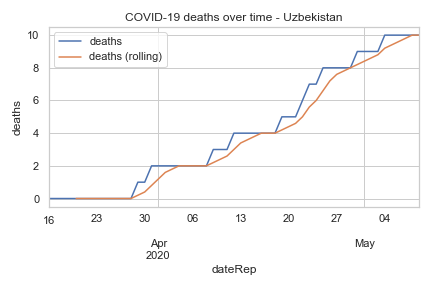 COVID-19 deaths over time - Uzbekistan
deaths
deaths (rolling)
deaths
10
8
6
4
2
0
16 23 30 06 13 20 27 04
Apr May
2020
dateRep